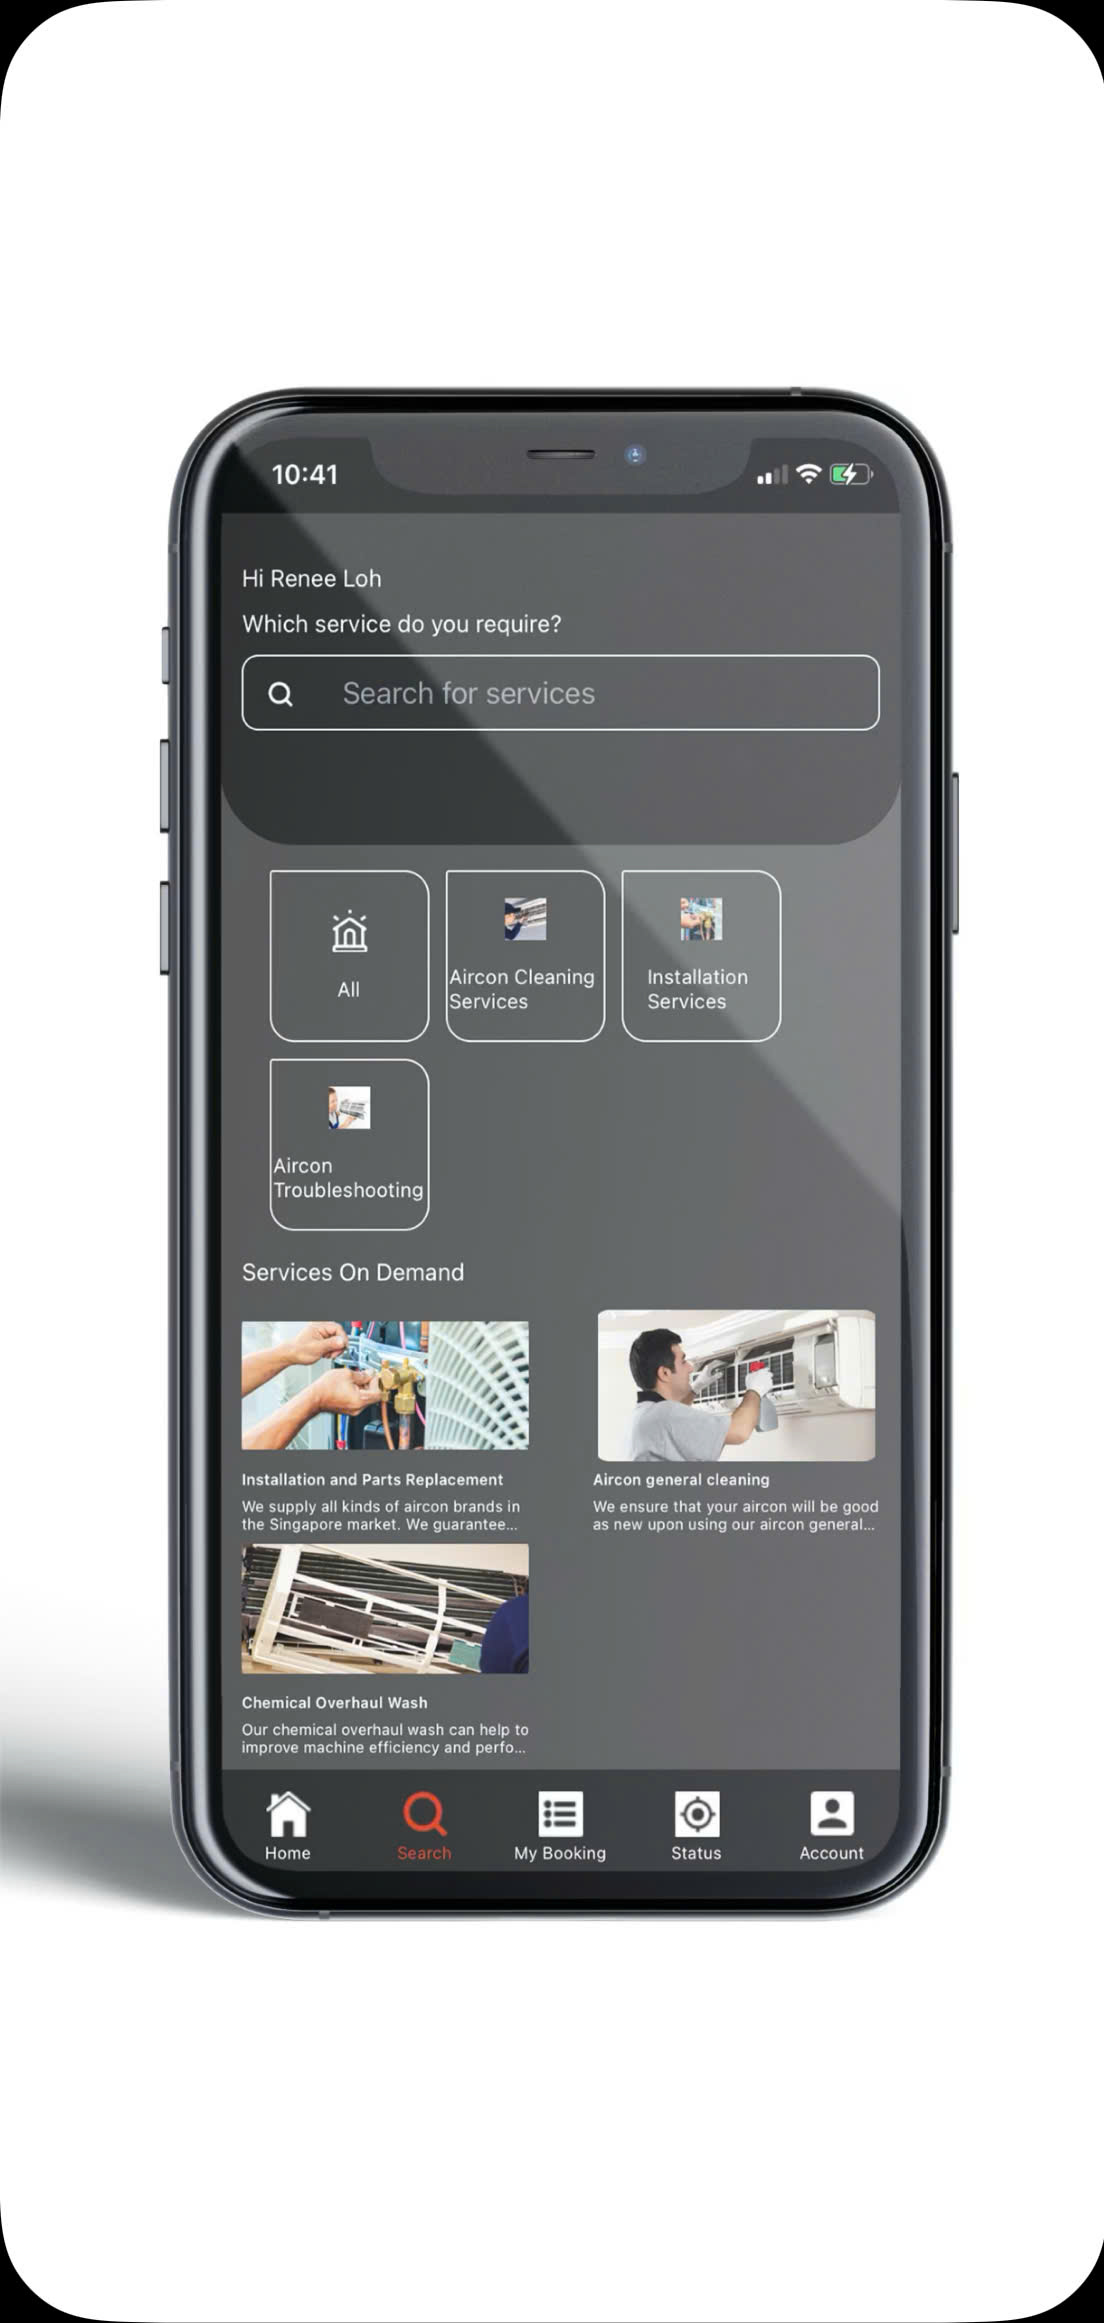 10:41
Hi Renee Loh
Which service do you require?
Search for services
All
Aircon Cleaning
Services
Installation
Services
Aircon
Troubleshooting
Services On Demand
Installation and Parts Replacement
We supply all kinds of aircon brands in
the Singapore market. We guarantee...
Aircon general cleaning
We ensure that your aircon will be good
as new upon using our aircon general...
Chemical Overhaul Wash
Our chemical overhaul wash can help to
improve machine efficiency and perfo...
Home
Search
My Booking
Status
Account